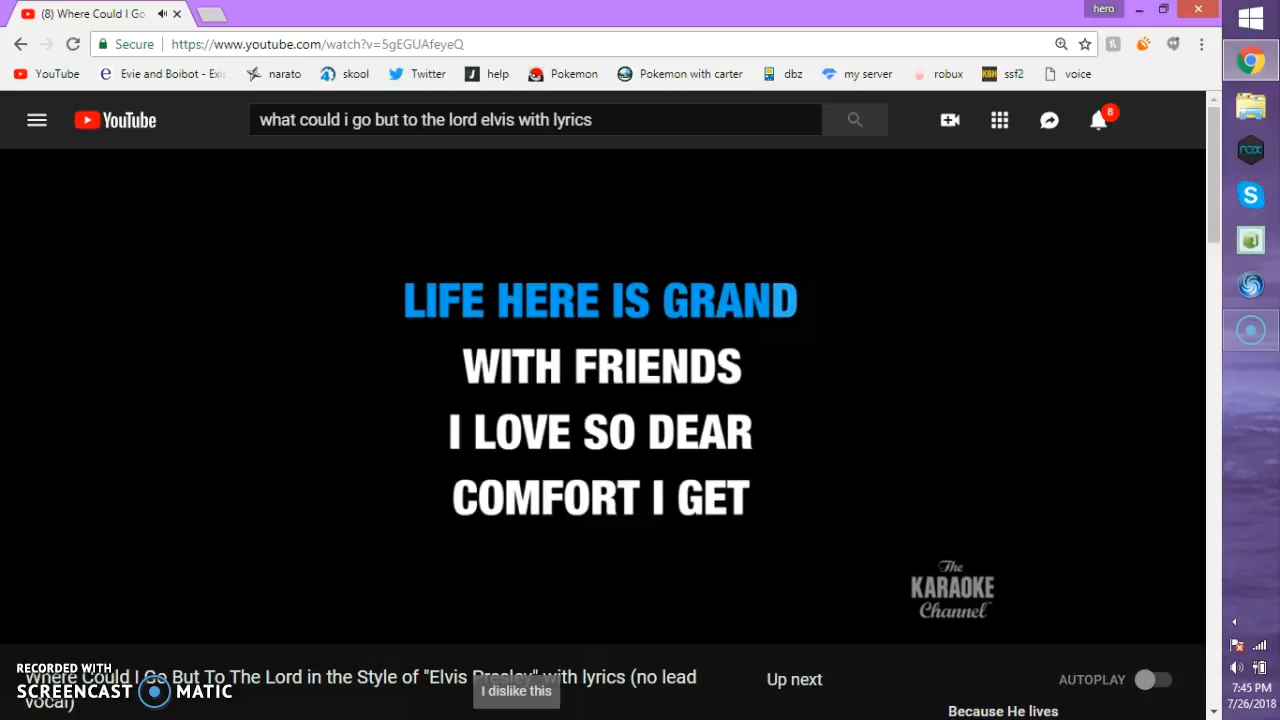 hero
(8) Where Could I Go
Secure
https://www.youtube.com/watch?v=5gEGUAfeyeQ
YouTube
Evie and Boibot - Exis
naruto
skool
Twitter
help
Pokemon
Pokemon with carter
dbz
my server
robux
KBH
ssf2
voice
YouTube
what could i go but to the lord elvis with lyrics
8
nox
LIFE HERE IS GRAND
WITH FRIENDS
I LOVE SO DEAR
COMFORT I GET
The
KARAOKE
Channel
RECORDED WITH
SCREENCAST MATIC
Where Could I Go But To The Lord in the Style of "Elvis Presley" with lyrics (no lead
vocal)
I dislike this
Up next
AUTOPLAY
Because He lives
7:45 PM
7/26/2018